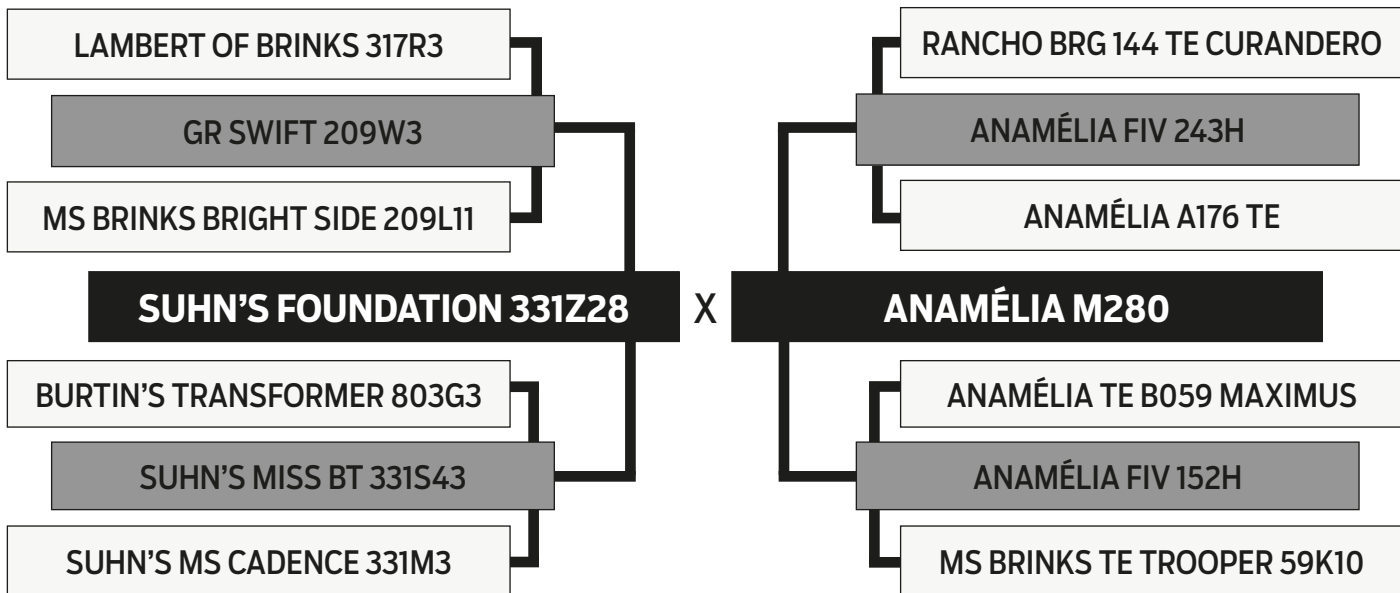 LAMBERT OF BRINKS 317R3
GR SWIFT 209W3
MS BRINKS BRIGHT SIDE 209L11
SUHN'S FOUNDATION 331Z28
BURTIN'S TRANSFORMER 803G3
SUHN'S MISS BT 331S43
SUHN'S MS CADENCE 331M3
X
RANCHO BRG 144 TE CURANDERO
ANAMÉLIA FIV 243H
ANAMÉLIA A176 TE
ANAMÉLIA M280
ANAMÉLIA TE B059 MAXIMUS
ANAMÉLIA FIV 152H
MS BRINKS TE TROOPER 59K10